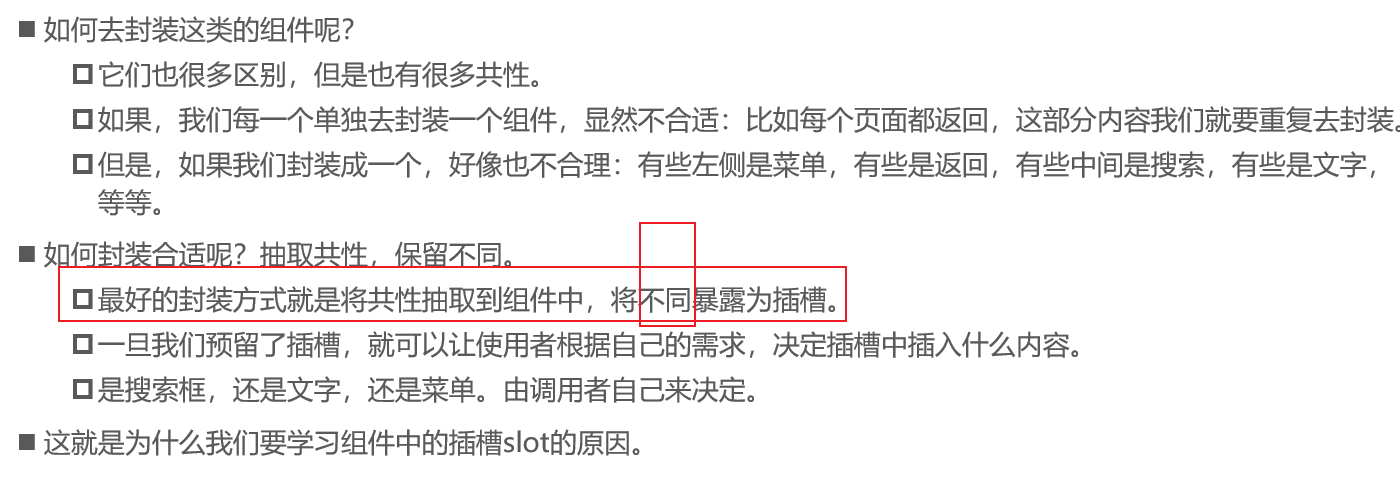 如何去封装这类的组件呢？
它们也很多区别，但是也有很多共性。
如果，我们每一个单独去封装一个组件，显然不合适：比如每个页面都返回，这部分内容我们就要重复去封装。
但是，如果我们封装成一个，好像也不合理：有些左侧是菜单，有些是返回，有些中间是搜索，有些是文字，
等等。
如何封装合适呢？抽取共性，保留不同。
最好的封装方式就是将共性抽取到组件中，将不同暴露为插槽。
一旦我们预留了插槽，就可以让使用者根据自己的需求，决定插槽中插入什么内容。
是搜索框，还是文字，还是菜单。由调用者自己来决定。
这就是为什么我们要学习组件中的插槽slot的原因。